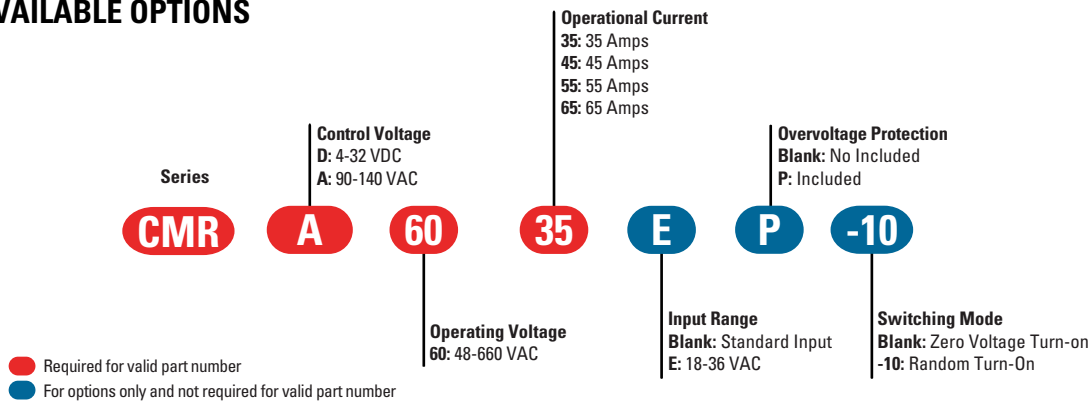 VAILABLE OPTIONS
Operational Current
35: 35 Amps
45: 45 Amps
55: 55 Amps
65: 65 Amps
Control Voltage
D: 4-32 VDC
A: 90-140 VAC
Overvoltage Protection
Blank: No Included
P: Included
Series
CMR A 60 35 E P -10
Operating Voltage
60: 48-660 VAC
Input Range
Blank: Standard Input
E: 18-36 VAC
Switching Mode
Blank: Zero Voltage Turn-on
-10: Random Turn-On
Required for valid part number
For options only and not required for valid part number